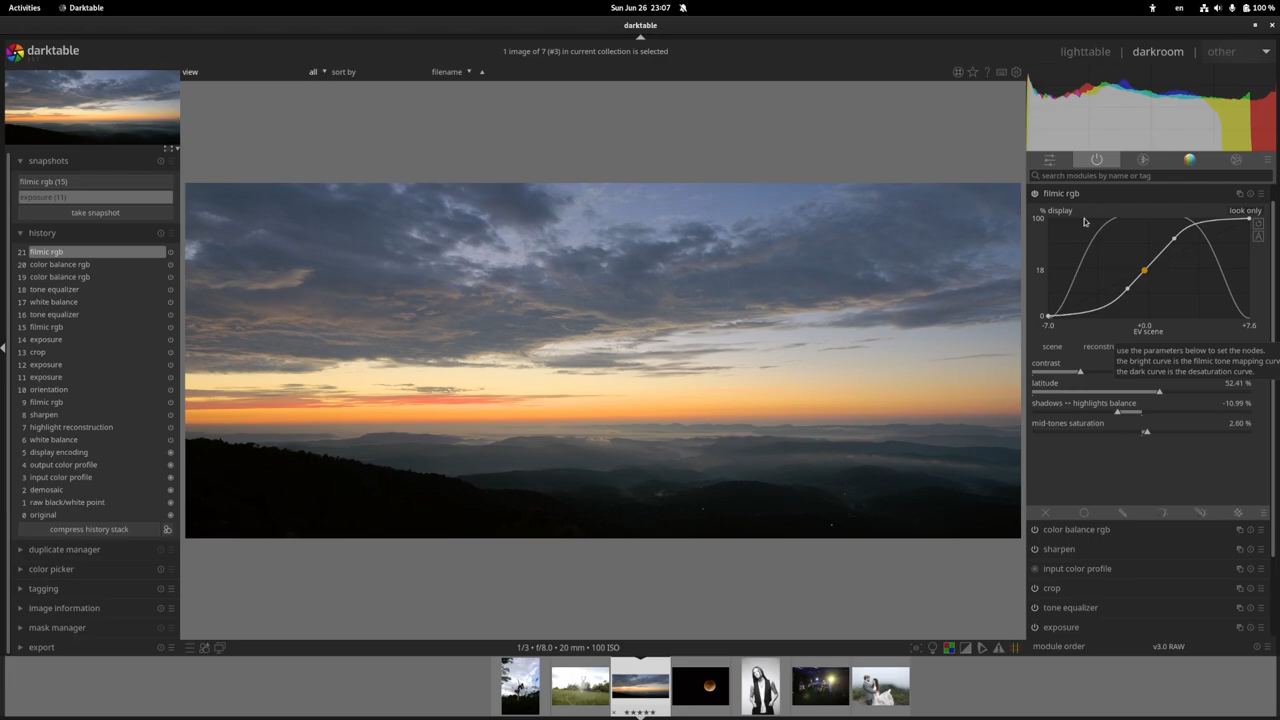 Activities
Darktable
Sun Jun 26 23:07
en
100 %
darktable
darktable
1 image of 7 (#3) in current collection is selected
lighttable | darkroom | other
view
all
sort by
filename
snapshots
filmic rgb (15)
exposure (11)
take snapshot
history
21 filmic rgb
20 color balance rgb
19 color balance rgb
18 tone equalizer
17 white balance
16 tone equalizer
15 filmic rgb
14 exposure
13 crop
12 exposure
11 exposure
10 orientation
9 filmic rgb
8 sharpen
7 highlight reconstruction
6 white balance
5 display encoding
4 output color profile
3 input color profile
2 demosaic
1 raw black/white point
0 original
compress history stack
duplicate manager
color picker
tagging
image information
mask manager
export
search modules by name or tag
filmic rgb
% display
look only
100
18
0
-7.0
+0.0
+7.6
EV scene
scene
reconstru
use the parameters below to set the nodes.
the bright curve is the filmic tone mapping curv
the dark curve is the desaturation curve.
contrast
latitude
52.41 %
shadows ↔ highlights balance
-10.99 %
mid-tones saturation
2.60 %
color balance rgb
sharpen
input color profile
crop
tone equalizer
exposure
module order
v3.0 RAW
1/3 • f/8.0 • 20 mm • 100 ISO